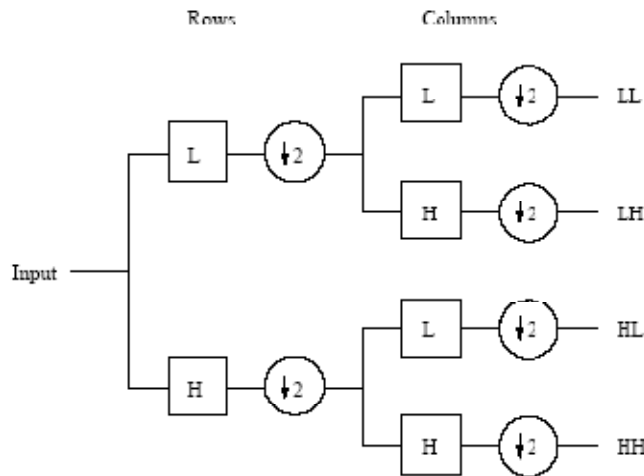 Rows Columns
L ↓2 LL
L ↓2
H ↓2 LH
Input
L ↓2 HL
H ↓2
H ↓2 HH